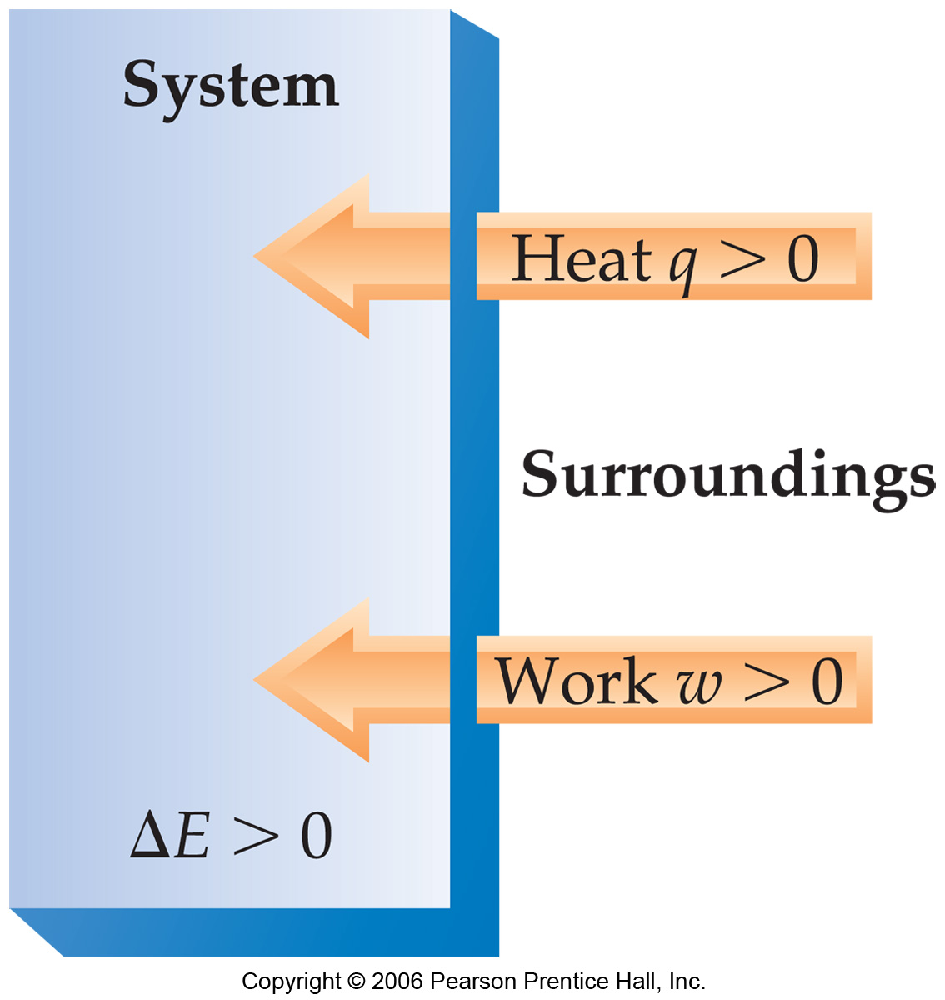 System
Heat q > 0
Surroundings
Work w > 0
ΔE > 0
Copyright © 2006 Pearson Prentice Hall, Inc.